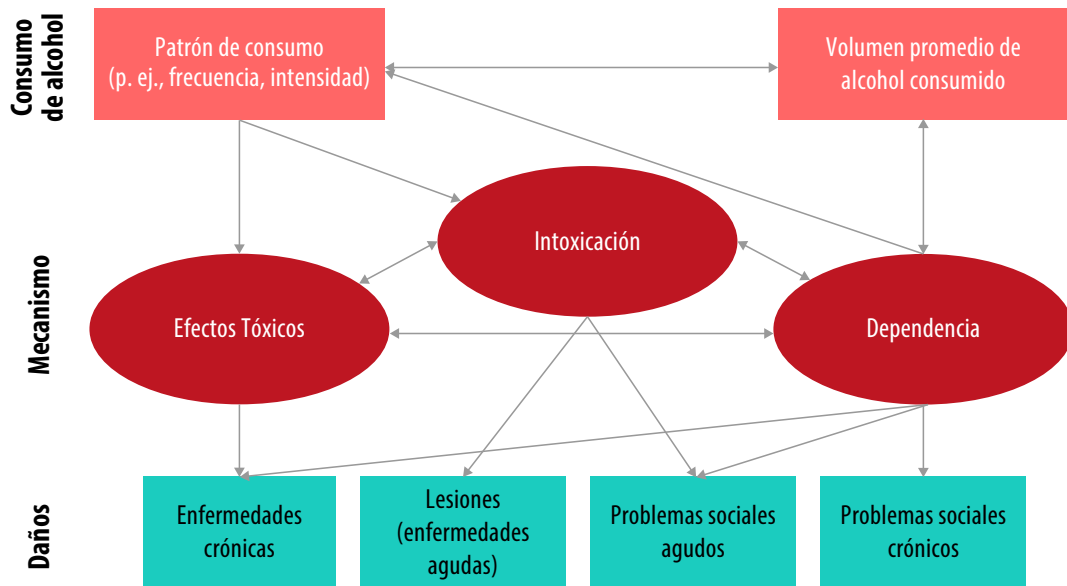 Consumo
de alcohol
Patrón de consumo
(p. ej., frecuencia, intensidad)
Volumen promedio de
alcohol consumido
Mecanismo
Intoxicación
Efectos Tóxicos
Dependencia
Daños
Enfermedades
crónicas
Lesiones
(enfermedades
agudas)
Problemas sociales
agudos
Problemas sociales
crónicos